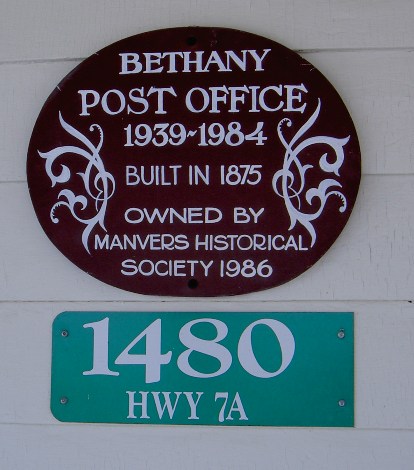 BETHANY
POST OFFICE
1939~1984
BUILT IN 1875
OWNED BY
MANVERS HISTORICAL
SOCIETY 1986
1480
HWY 7A